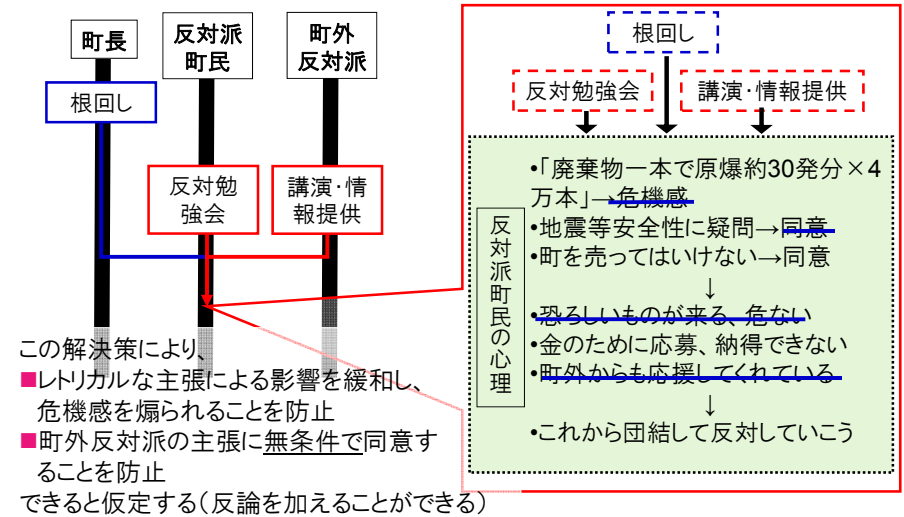 町長
反対派
町民
町外
反対派
根回し
反対勉
強会
講演・情
報提供
この解決策により、
■レトリカルな主張による影響を緩和し、
危機感を煽られることを防止
■町外反対派の主張に無条件で同意す
ることを防止
できると仮定する（反論を加えることができる）
根回し
反対勉強会
講演・情報提供
反対派町民の心理
•「廃棄物一本で原爆約30発分×4
万本」→危機感
•地震等安全性に疑問→同意
•町を売ってはいけない→同意
↓
•恐ろしいものが来る、危ない
•金のために応募、納得できない
•町外からも応援してくれている
↓
•これから団結して反対していこう